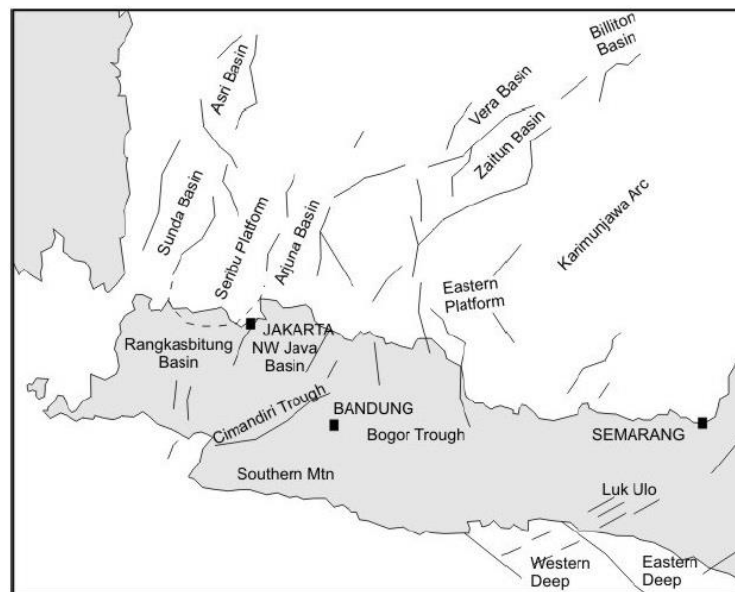 Billiton
Basin
Asri Basin
Vera Basin
Zaitun Basin
Sunda Basin
Seribu Platform
Arjuna Basin
Karimunjawa Arc
Eastern
Platform
JAKARTA
Rangkasbitung
Basin
NW Java
Basin
Cimandiri Trough
BANDUNG
Bogor Trough
SEMARANG
Southern Mtn
Luk Ulo
Western
Deep
Eastern
Deep